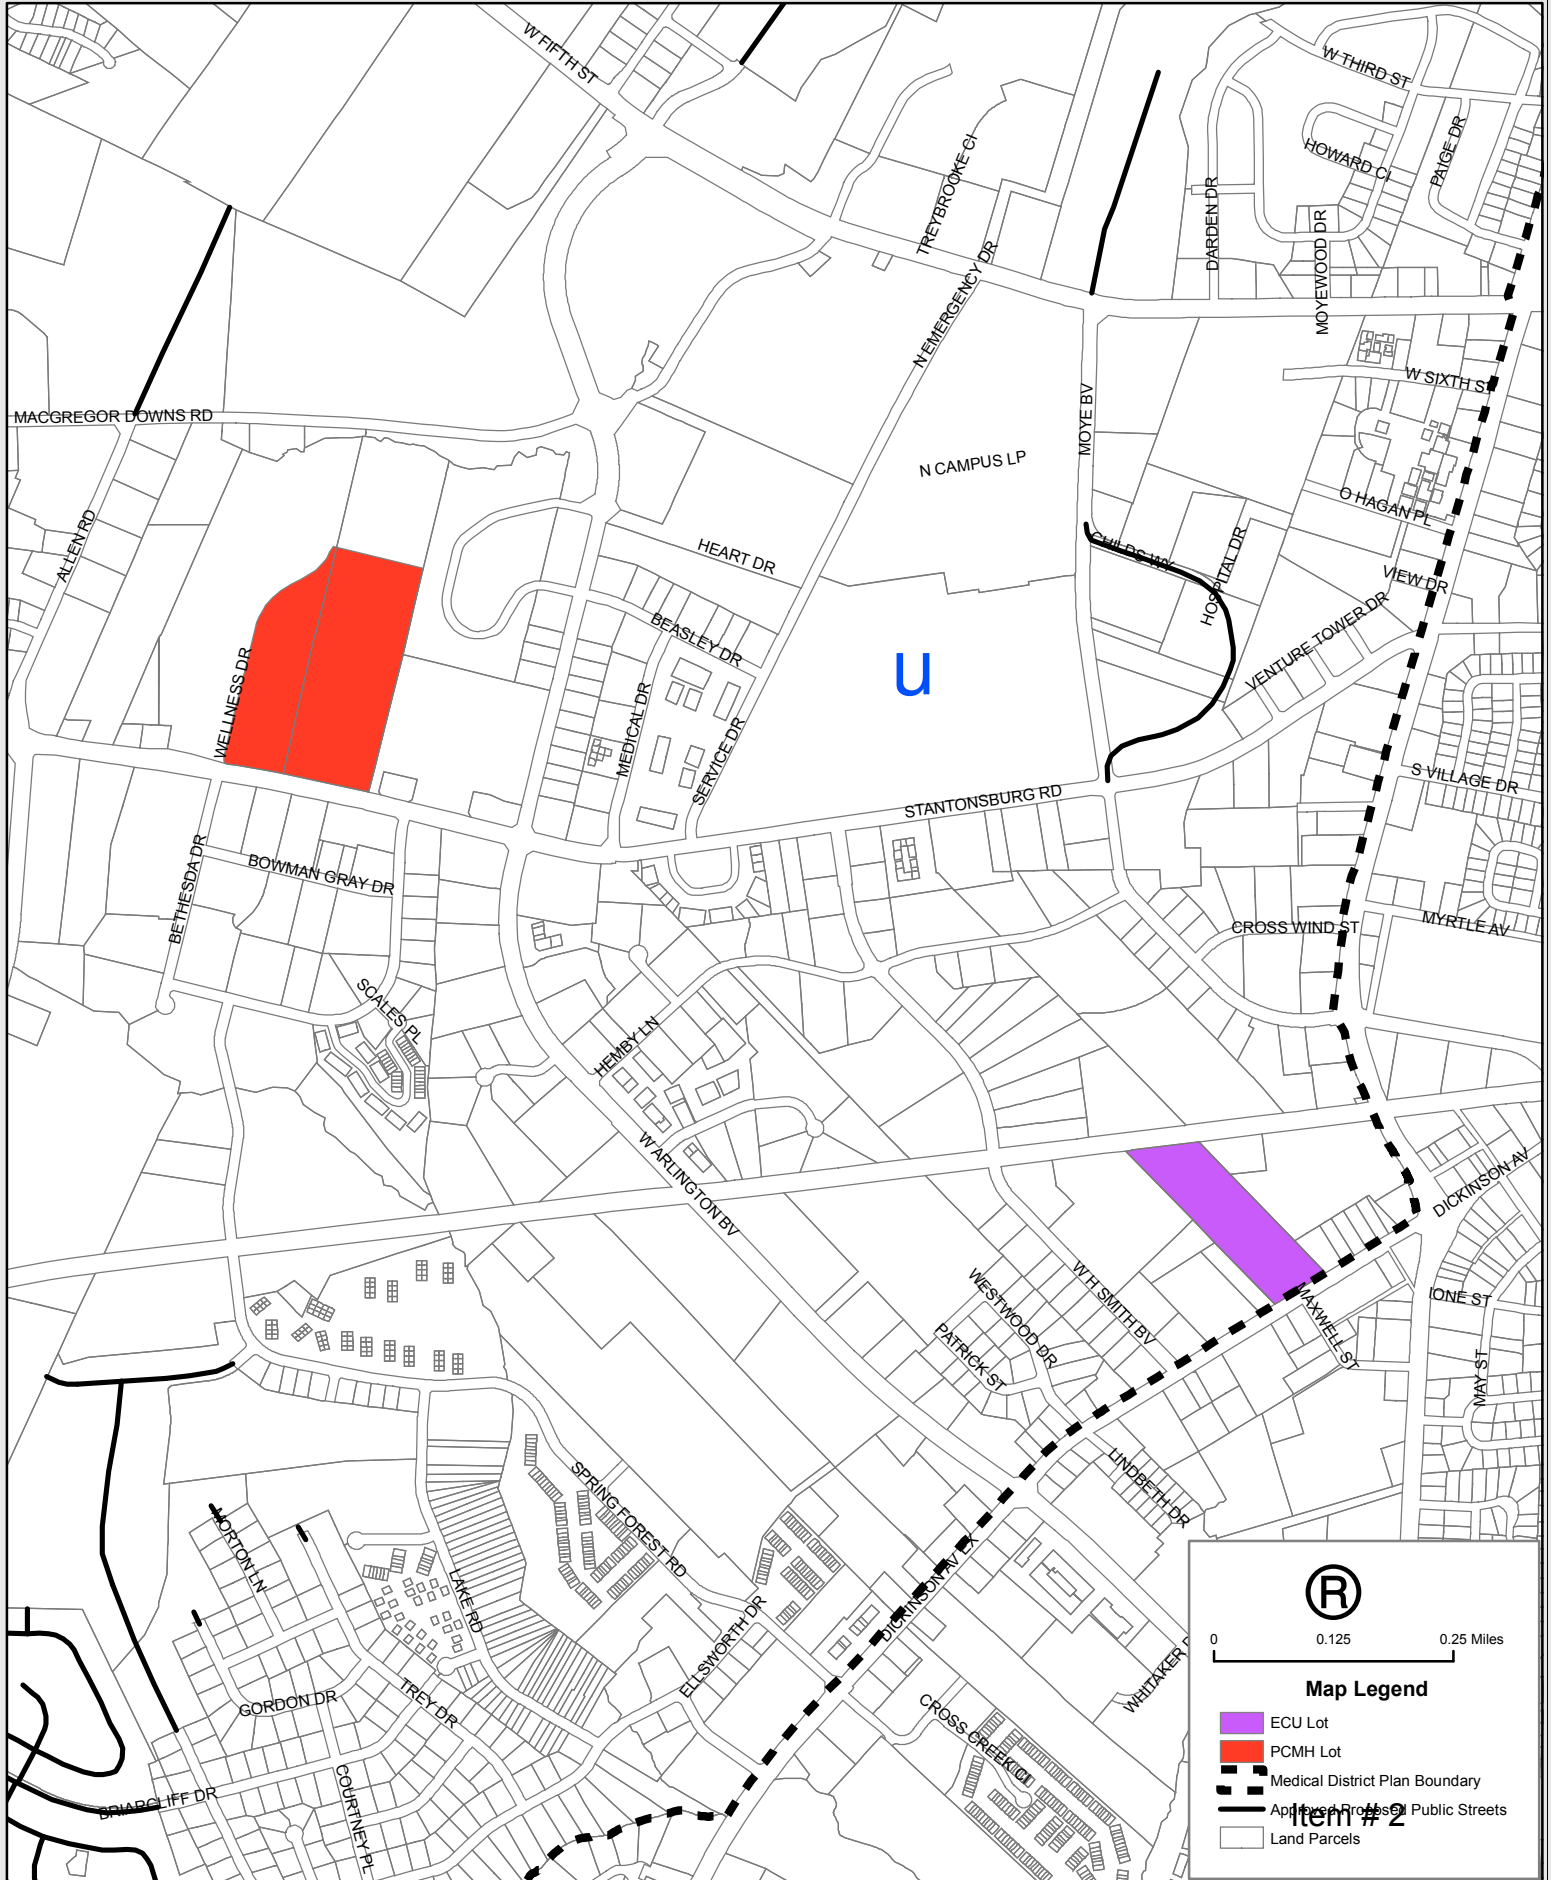 W FIFTH ST
W THIRD ST
HOWARD CI
PAIGE DR
TREYBROOKE CI
DARDEN DR
MOYEWOOD DR
N EMERGENCY DR
W SIXTH ST
MACGREGOR DOWNS RD
MOYE BV
N CAMPUS LP
O HAGAN PL
ALLEN RD
HEART DR
CHILDS WY
HOSPITAL DR
VIEW DR
BEASLEY DR
VENTURE TOWER DR
u
WELLNESS DR
MEDICAL DR
SERVICE DR
STANTONSBURG RD
S VILLAGE DR
BETHESDA DR
BOWMAN GRAY DR
CROSS WIND ST
MYRTLE AV
SCALES PL
HEMBY LN
W ARLINGTON BV
DICKINSON AV
W H SMITH BV
WESTWOOD DR
PATRICK ST
MAXWELL ST
IONE ST
MAY ST
LINDBETH DR
SPRING FOREST RD
MORTON LN
LAKE RD
DICKINSON AV EX
ELLSWORTH DR
WHITAKER
GORDON DR
TREY DR
CROSS CREEK CI
BRIARCLIFF DR
COURTNEY PL
R
0 0.125 0.25 Miles
Map Legend
ECU Lot
PCMH Lot
Medical District Plan Boundary
Approved Proposed Public Streets
Item # 2
Land Parcels